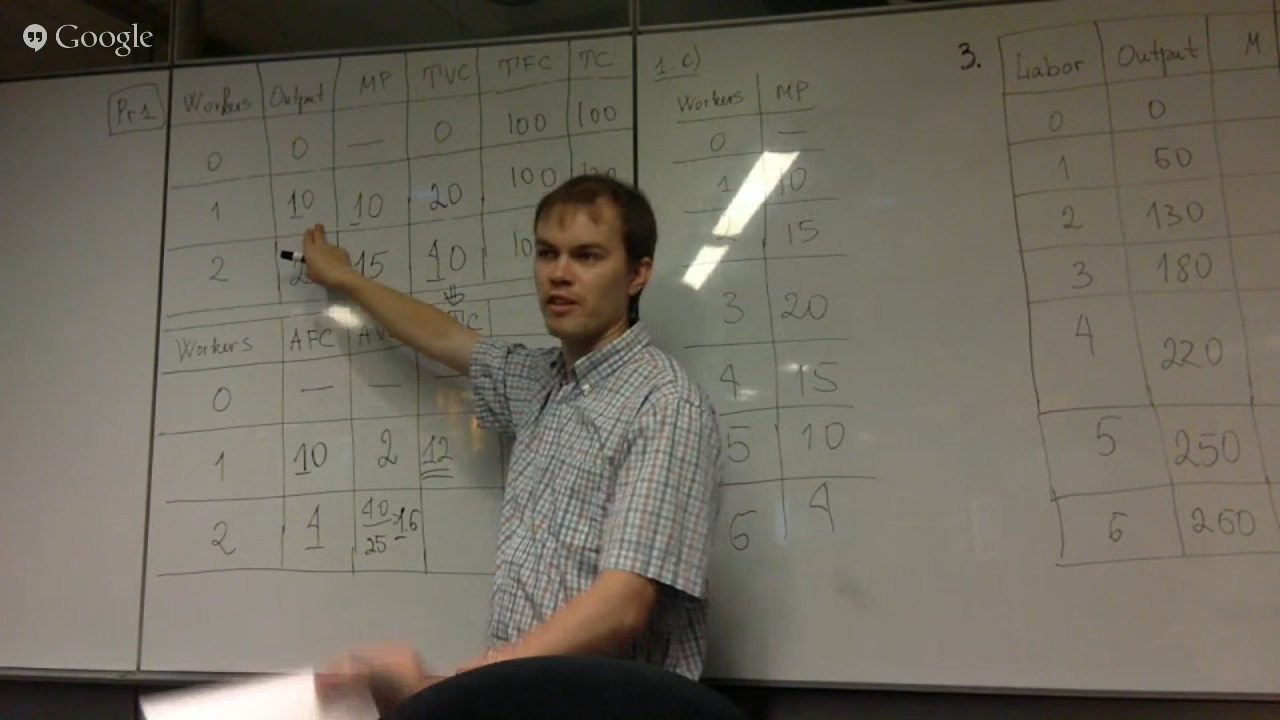 Google
Pr 1
Workers Output MP TVC TFC TC
0 0 — 0 100 100
1 10 10 20 100
2 15 40
Workers AFC
0 — — —
1 10 2 12
2 4 40
25
1. c)
Workers MP
0 —
1 10
15
3 20
4 15
5 10
6 4
3.
Labor Output M
0 0
1 60
2 130
3 180
4 220
5 250
6 260